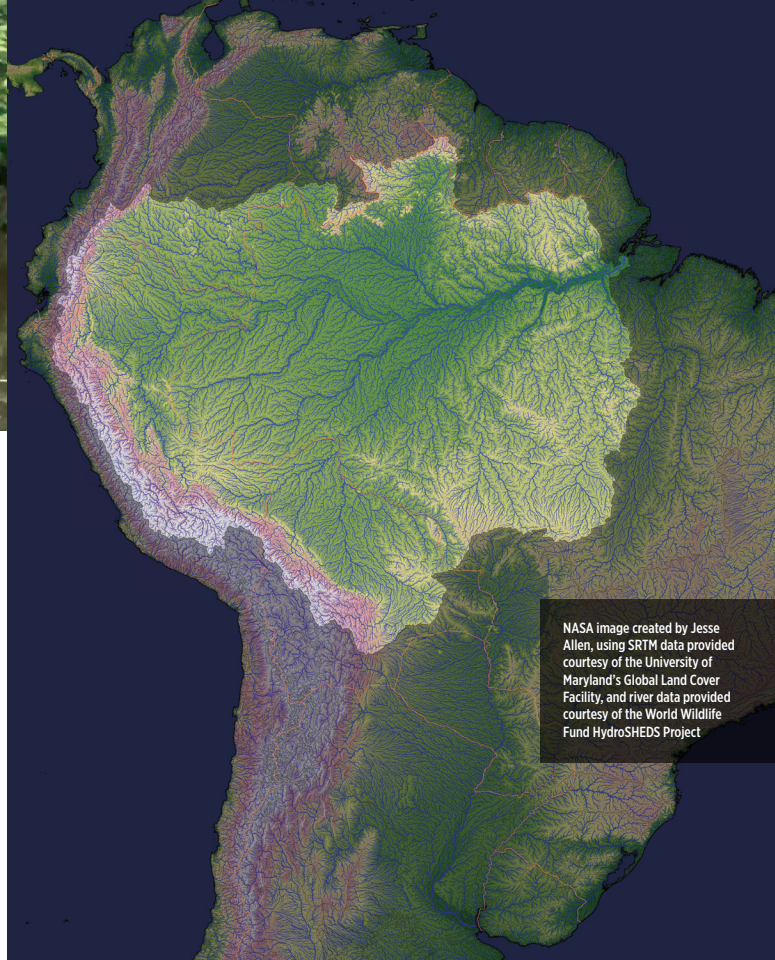 NASA image created by Jesse
Allen, using SRTM data provided
courtesy of the University of
Maryland's Global Land Cover
Facility, and river data provided
courtesy of the World Wildlife
Fund HydroSHEDS Project